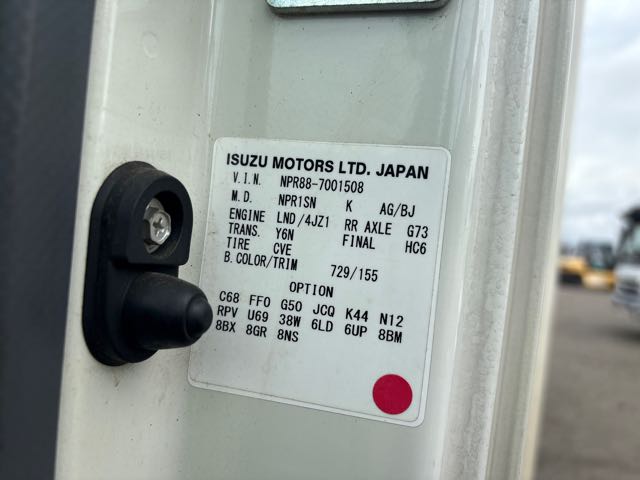 ISUZU MOTORS LTD. JAPAN
V.I.N. NPR88-7001508
M.D. NPR1SN K AG/BJ
ENGINE LND/4JZ1 RR AXLE G73
TRANS. Y6N FINAL HC6
TIRE CVE
B.COLOR/TRIM 729/155
OPTION
C68 FF0 G50 JCQ K44 N12
RPV U69 38W 6LD 6UP 8BM
8BX 8GR 8NS